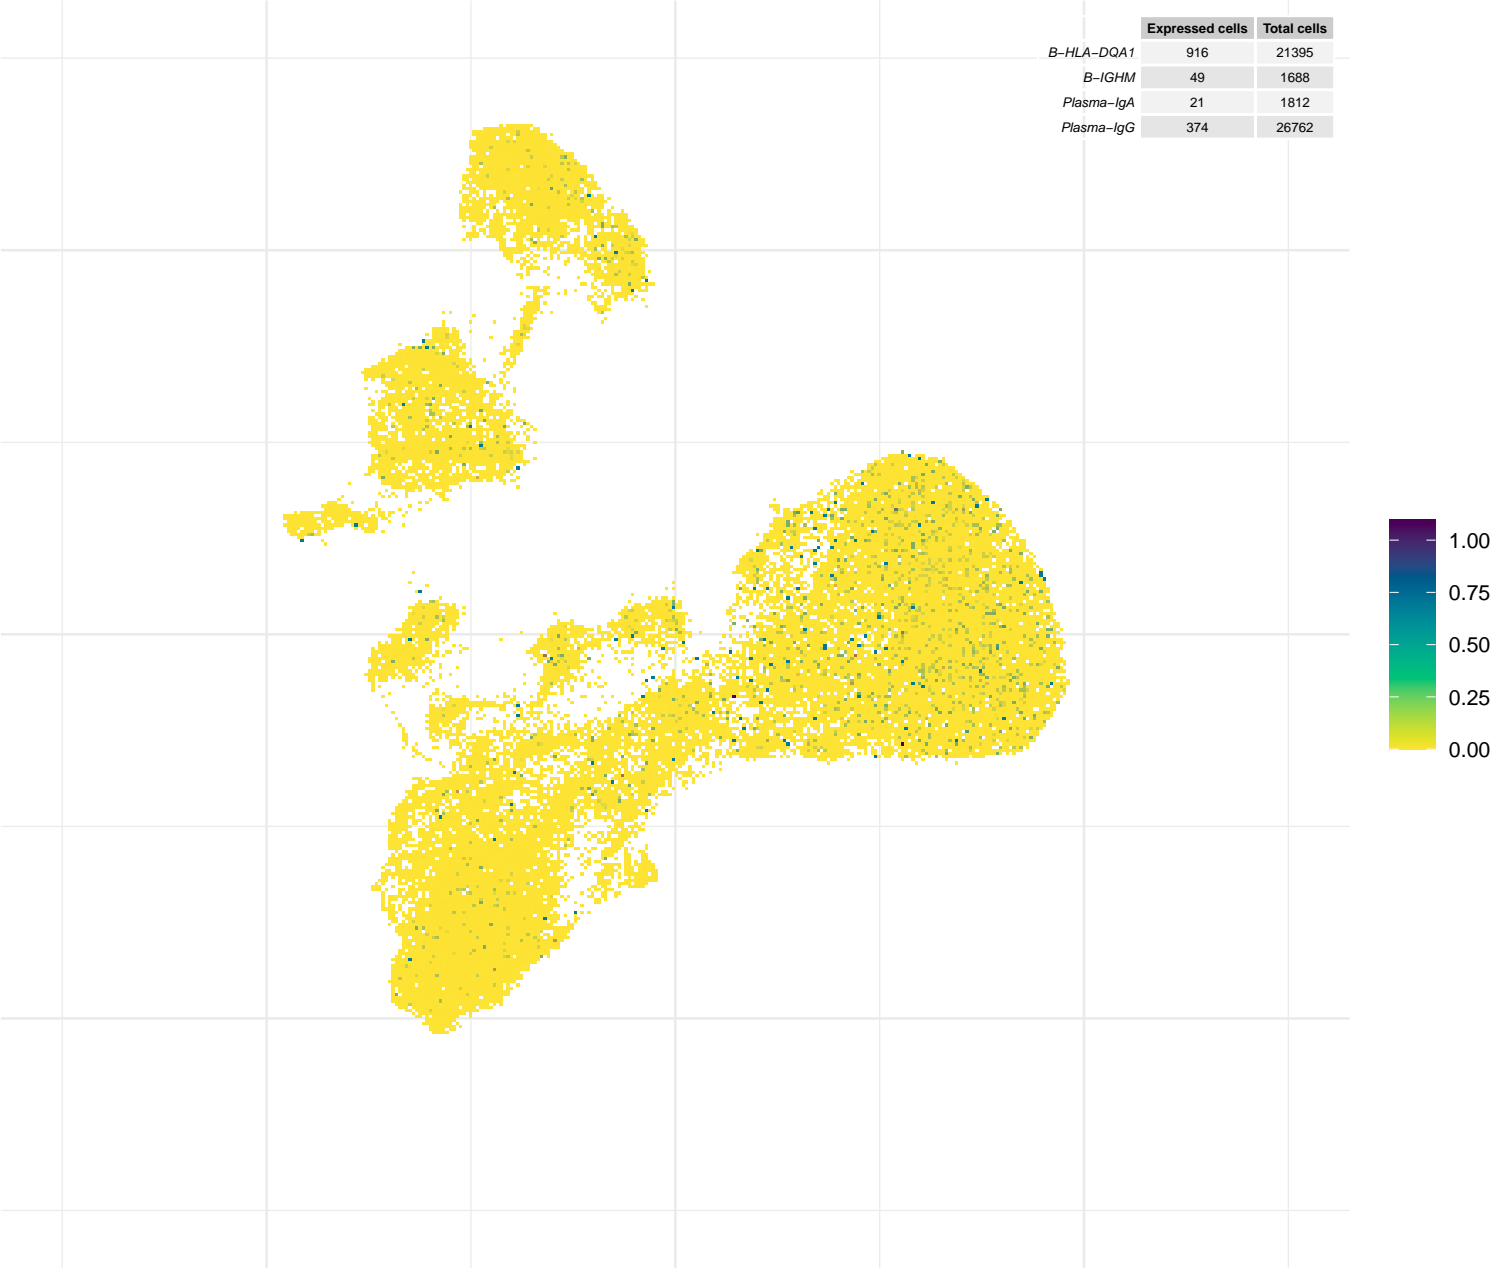 Expressed cells Total cells
B−HLA−DQA1 916 21395
B−IGHM 49 1688
Plasma−IgA 21 1812
Plasma−IgG 374 26762
1.00
0.75
0.50
0.25
0.00